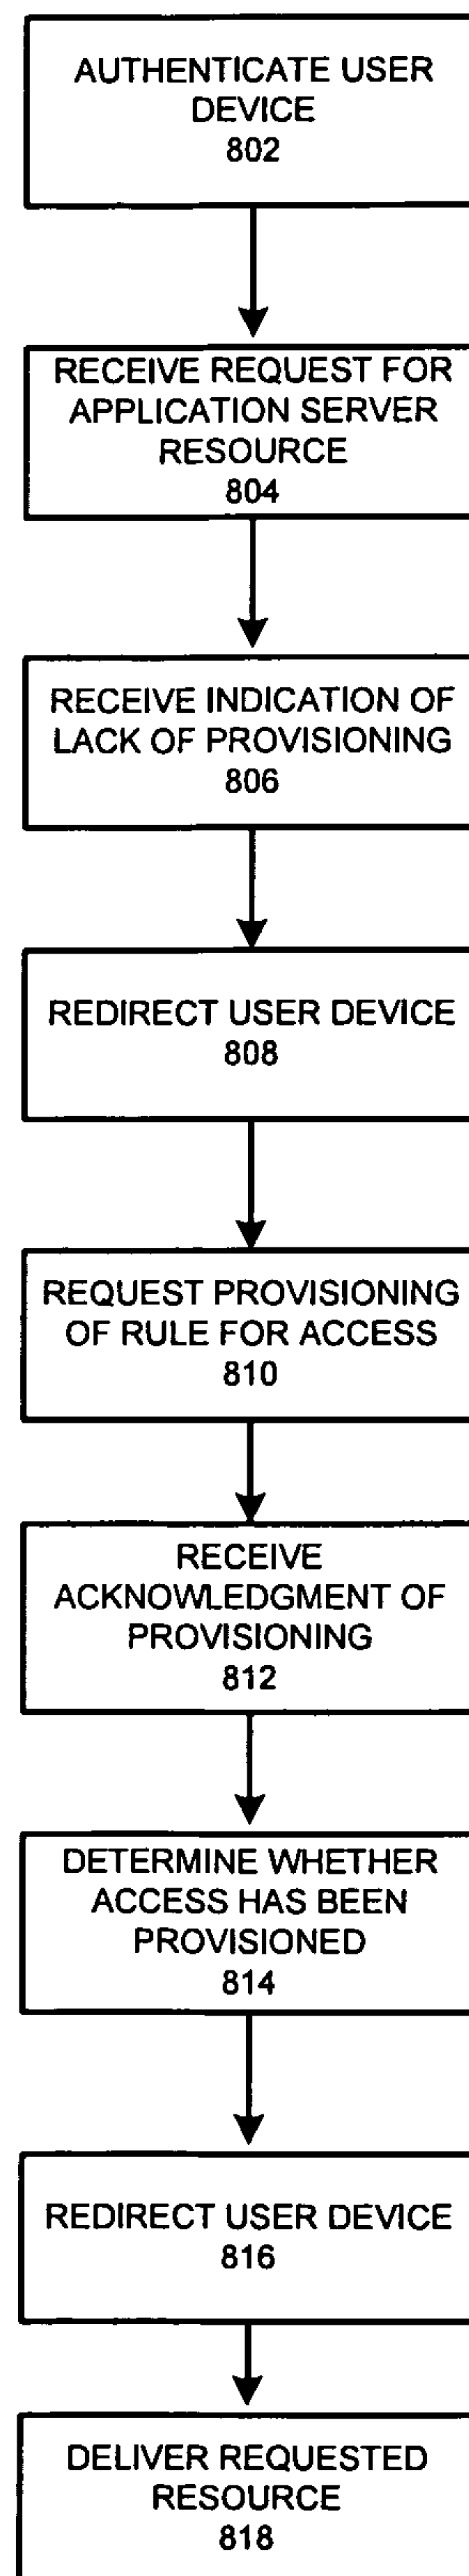 AUTHENTICATE USER
DEVICE
802
RECEIVE REQUEST FOR
APPLICATION SERVER
RESOURCE
804
RECEIVE INDICATION OF
LACK OF PROVISIONING
806
REDIRECT USER DEVICE
808
REQUEST PROVISIONING
OF RULE FOR ACCESS
810
RECEIVE
ACKNOWLEDGMENT OF
PROVISIONING
812
DETERMINE WHETHER
ACCESS HAS BEEN
PROVISIONED
814
REDIRECT USER DEVICE
816
DELIVER REQUESTED
RESOURCE
818